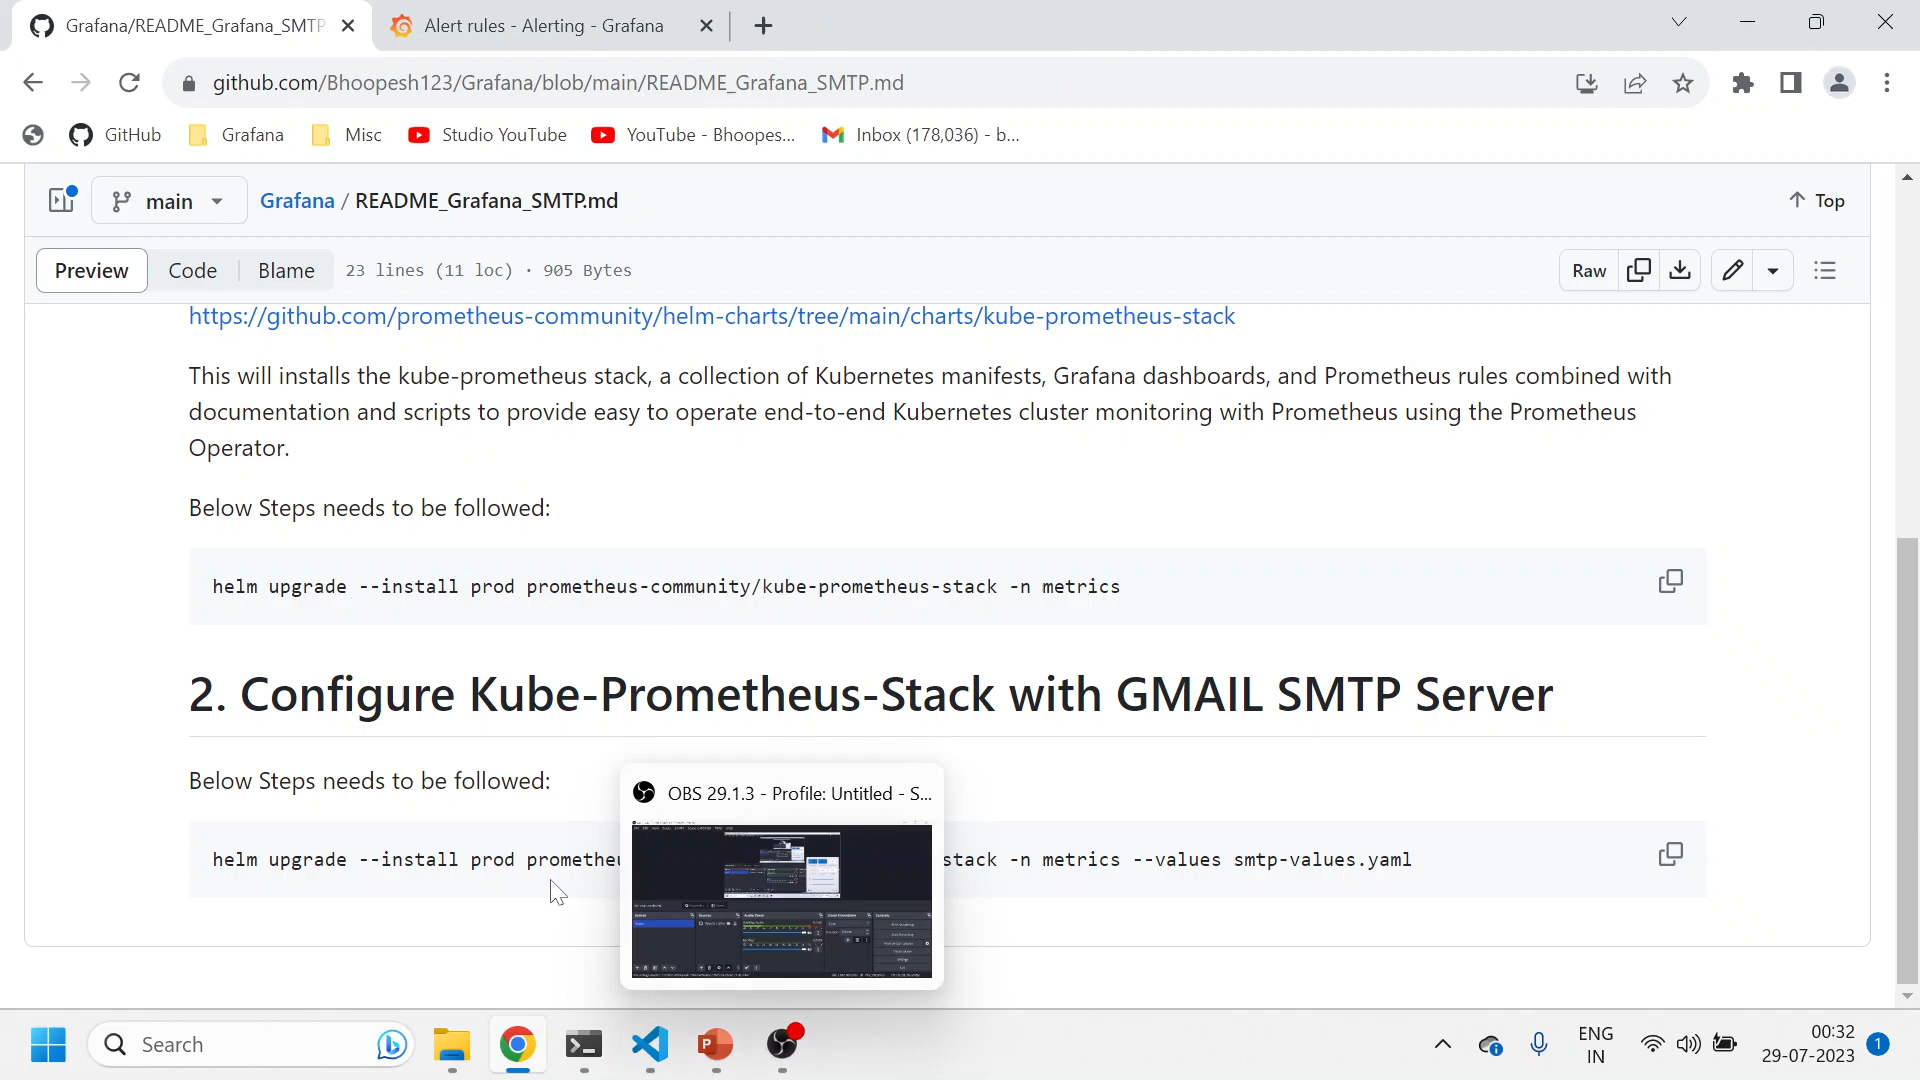 Grafana/README_Grafana_SMTP
Alert rules - Alerting - Grafana
github.com/Bhoopesh123/Grafana/blob/main/README_Grafana_SMTP.md
GitHub
Grafana
Misc
Studio YouTube
YouTube - Bhoopes...
Inbox (178,036) - b...
main
Grafana / README_Grafana_SMTP.md
Top
Preview
Code
Blame
23 lines (11 loc) · 905 Bytes
Raw
https://github.com/prometheus-community/helm-charts/tree/main/charts/kube-prometheus-stack
This will installs the kube-prometheus stack, a collection of Kubernetes manifests, Grafana dashboards, and Prometheus rules combined with
documentation and scripts to provide easy to operate end-to-end Kubernetes cluster monitoring with Prometheus using the Prometheus
Operator.
Below Steps needs to be followed:
helm upgrade --install prod prometheus-community/kube-prometheus-stack -n metrics
2. Configure Kube-Prometheus-Stack with GMAIL SMTP Server
Below Steps needs to be followed:
OBS 29.1.3 - Profile: Untitled - S...
helm upgrade --install prod prometheu stack -n metrics --values smtp-values.yaml
Search
ENG
IN
00:32
29-07-2023
1